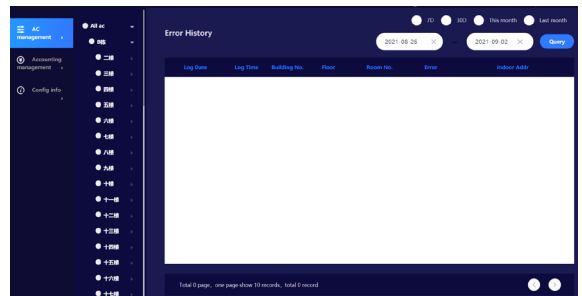 AC management
Accounting management
Config info
All ac
B栋
二楼
三楼
四楼
五楼
六楼
七楼
八楼
九楼
十楼
十一楼
十二楼
十三楼
十四楼
十五楼
十六楼
十七楼
Error History
7D 30D This month Last month
2021-08-26 × — 2021-09-02 × Query
Log Date Log Time Building No. Floor Room No. Error Indoor Addr
Total 0 page, one page show 10 records, total 0 record